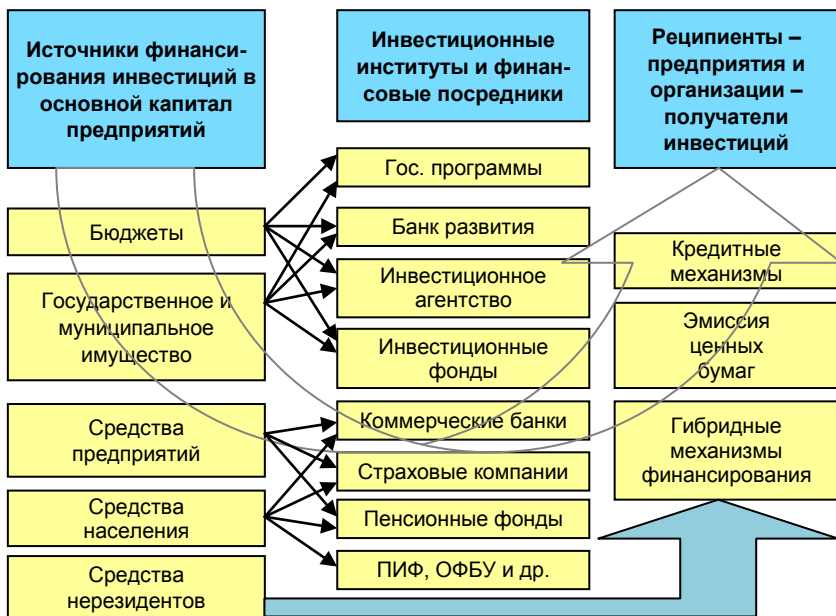 Источники финанси-
рования инвестиций в
основной капитал
предприятий
Инвестиционные
институты и финан-
совые посредники
Реципиенты –
предприятия и
организации –
получатели
инвестиций
Бюджеты
Государственное и
муниципальное
имущество
Средства
предприятий
Средства
населения
Средства
нерезидентов
Гос. программы
Банк развития
Инвестиционное
агентство
Инвестиционные
фонды
Коммерческие банки
Страховые компании
Пенсионные фонды
ПИФ, ОФБУ и др.
Кредитные
механизмы
Эмиссия
ценных
бумаг
Гибридные
механизмы
финансирования